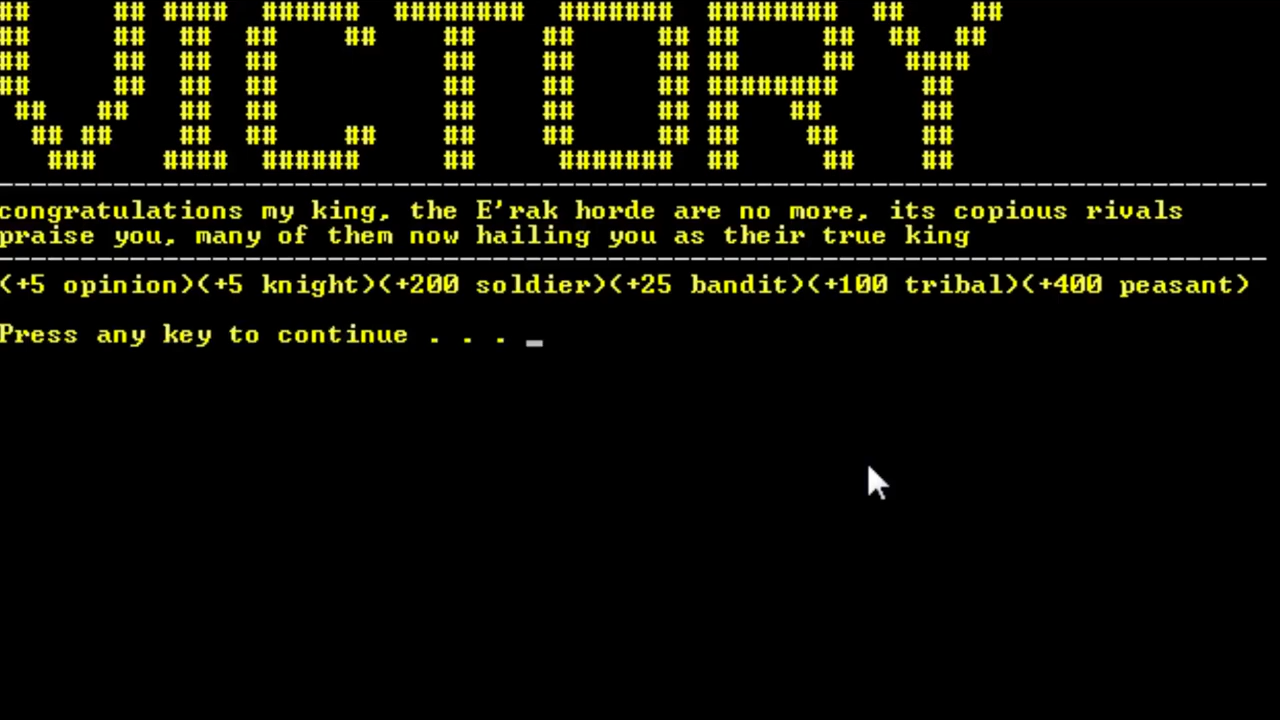 VICTORY
congratulations my king, the E'rak horde are no more, its copious rivals
praise you, many of them now hailing you as their true king
(+5 opinion)(+5 knight)(+200 soldier)(+25 bandit)(+100 tribal)(+400 peasant)
Press any key to continue . . . _